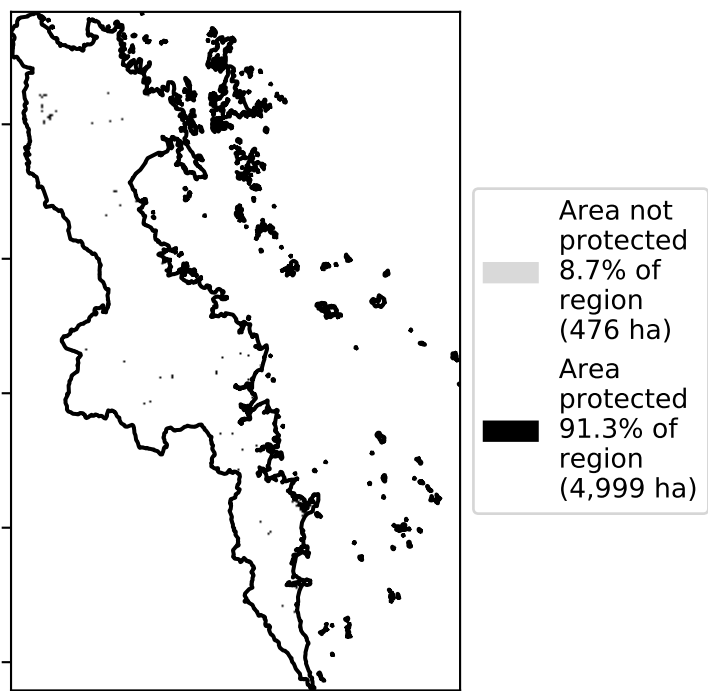 Area not
protected
8.7% of
region
(476 ha)
Area
protected
91.3% of
region
(4,999 ha)